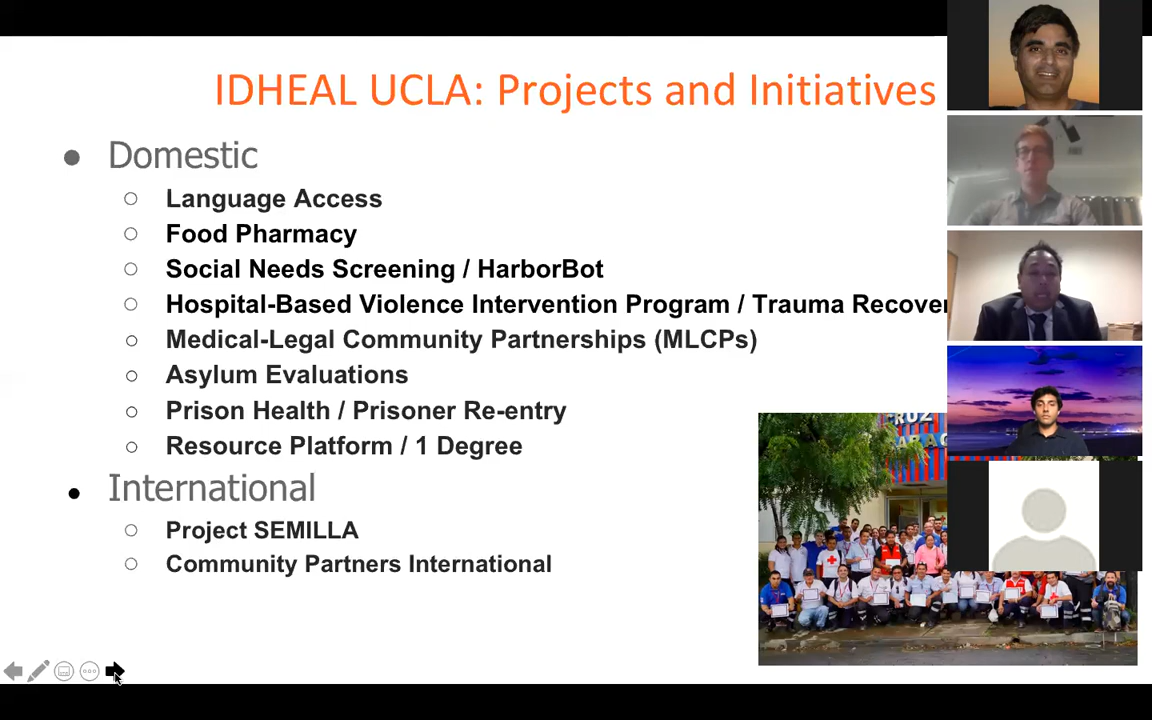 IDHEAL UCLA: Projects and Initiatives
Domestic
Language Access
Food Pharmacy
Social Needs Screening / HarborBot
Hospital-Based Violence Intervention Program / Trauma Recover
Medical-Legal Community Partnerships (MLCPs)
Asylum Evaluations
Prison Health / Prisoner Re-entry
Resource Platform / 1 Degree
International
Project SEMILLA
Community Partners International
CRUZ